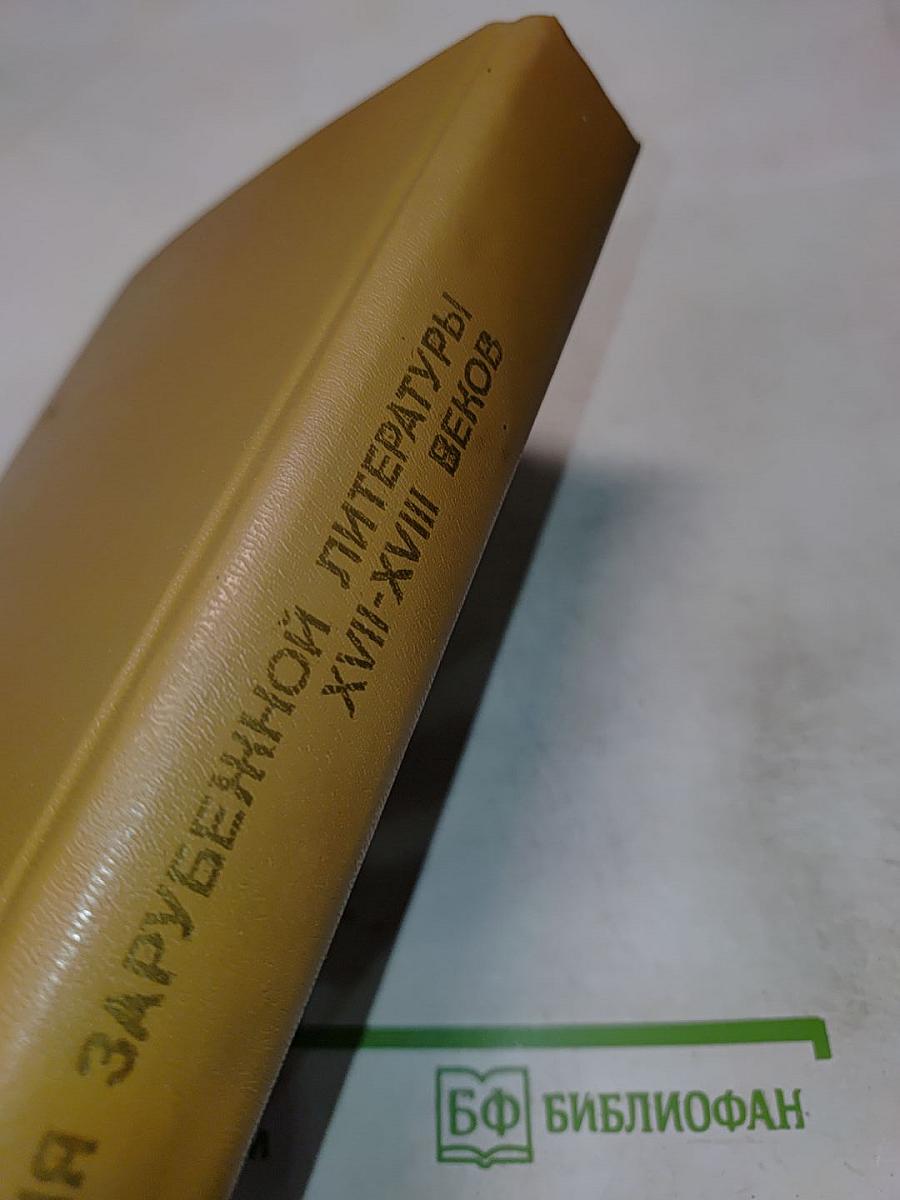 ЗАРУБЕЖНОЙ ЛИТЕРАТУРЫ
XVII-XVIII ВЕКОВ
БФ БИБЛИОФАН